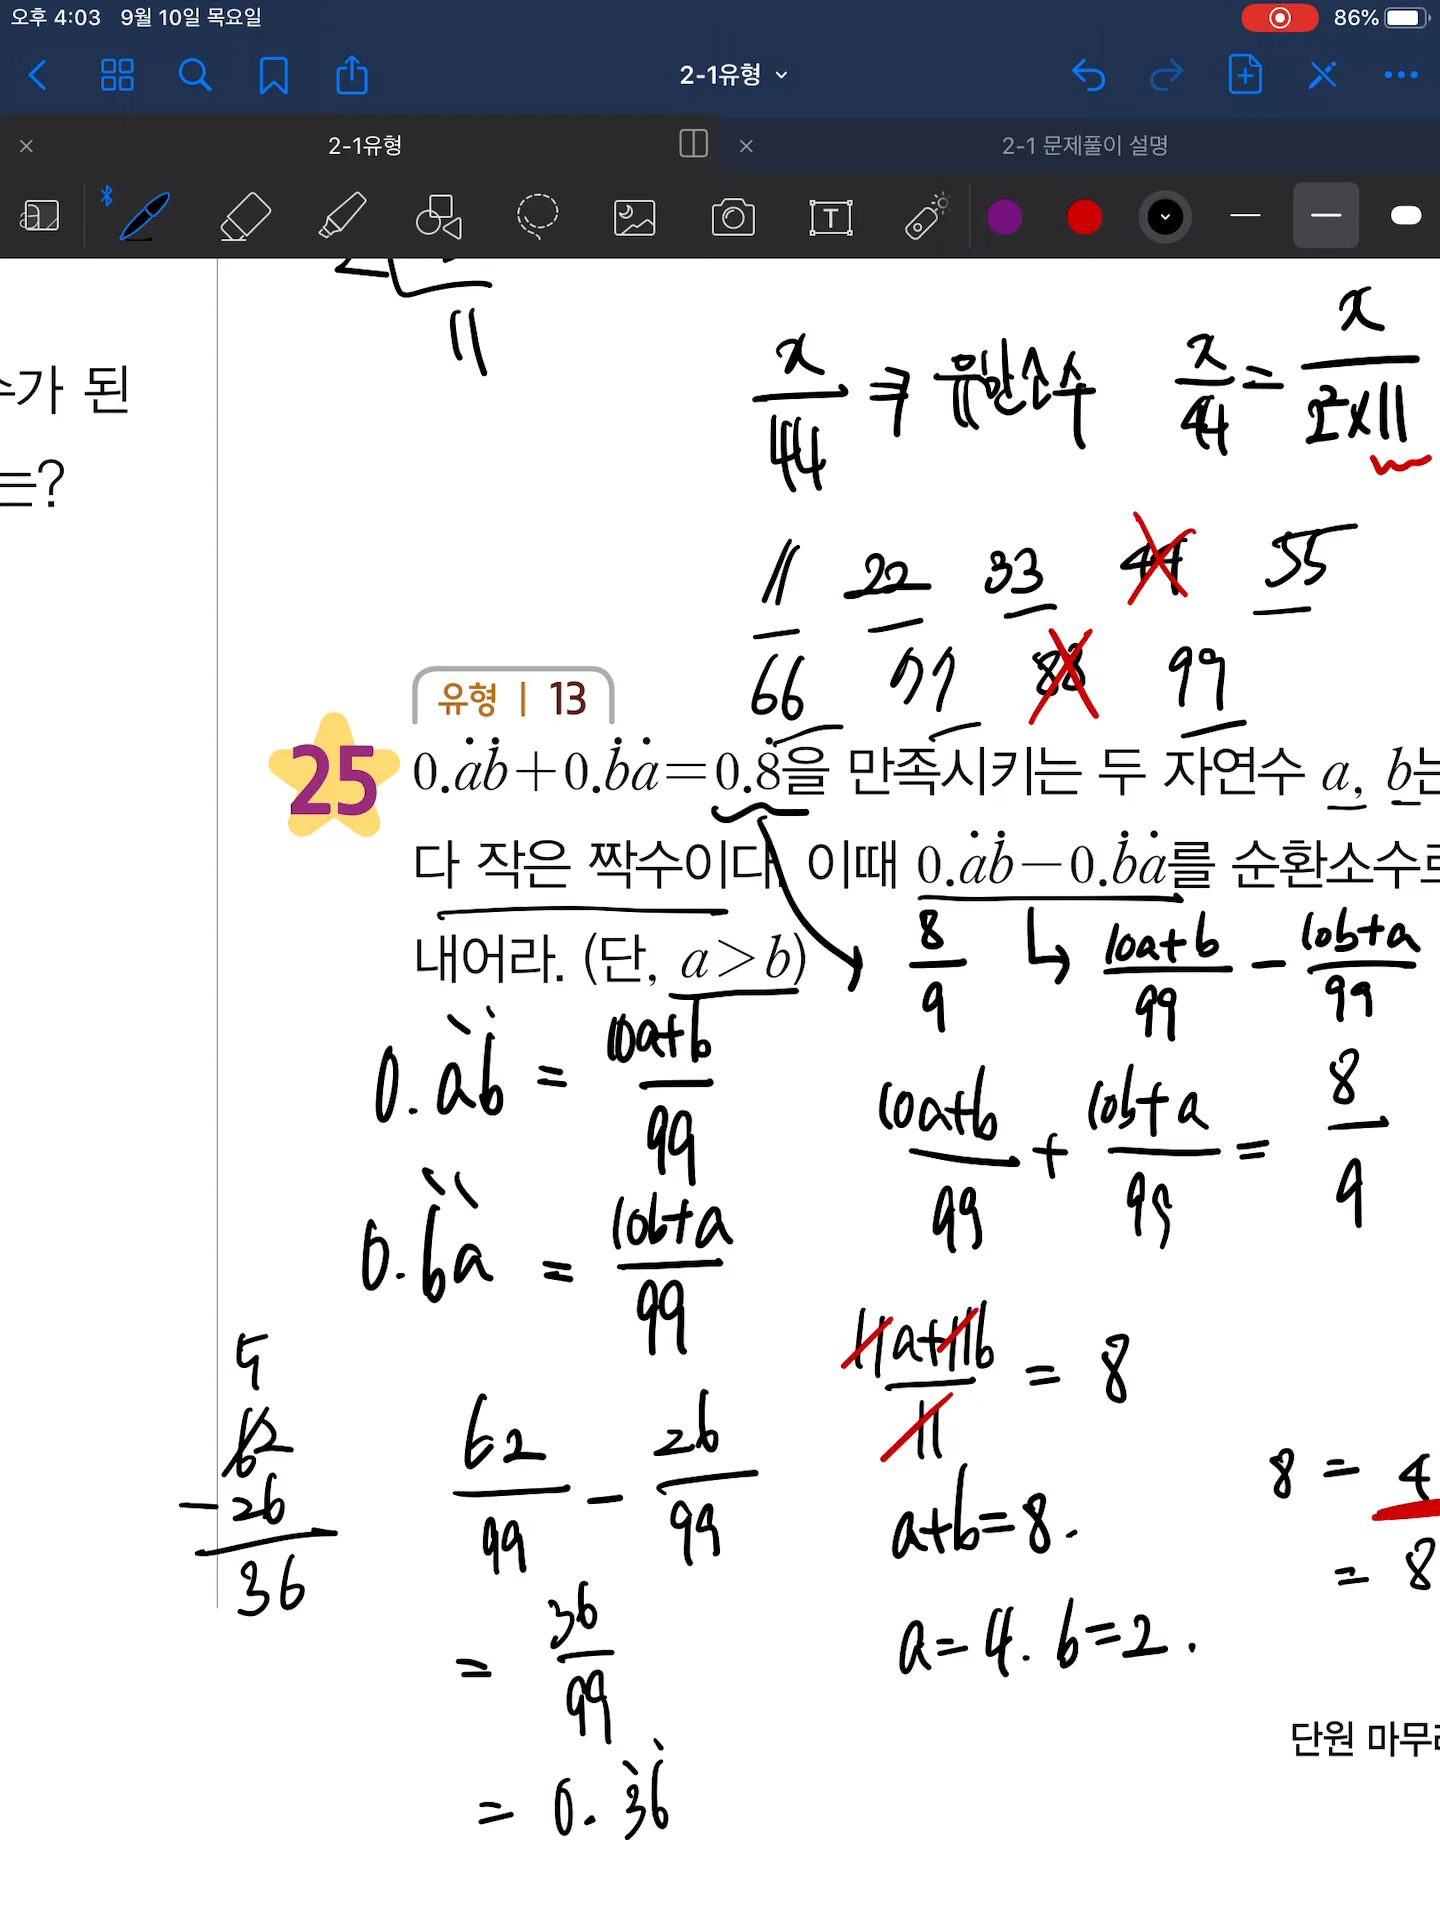 오후 4:03 9월 10일 목요일 86%
2-1유형
2-1유형
2-1 문제풀이 설명
11
x/44 ⇒ 유한소수 x/44 = x/2²×11
11 22 33 44 55
66 77 88 99
수가 된
는?
유형 | 13
25 0.ȧḃ+0.ḃȧ=0.8̇을 만족시키는 두 자연수 a, b는
다 작은 짝수이다. 이때 0.ȧḃ-0.ḃȧ를 순환소수로
내어라. (단, a>b)
8/9 10a+b/99 - 10b+a/99
0.ȧḃ = 10a+b/99
10a+b/99 + 10b+a/99 = 8/9
0.ḃȧ = 10b+a/99
11a+11b/11 = 8
5
62
-26
36
62/99 - 26/99
a+b=8.
8 = 4
= 8
= 36/99
a=4. b=2.
= 0.3̇6̇
단원 마무리